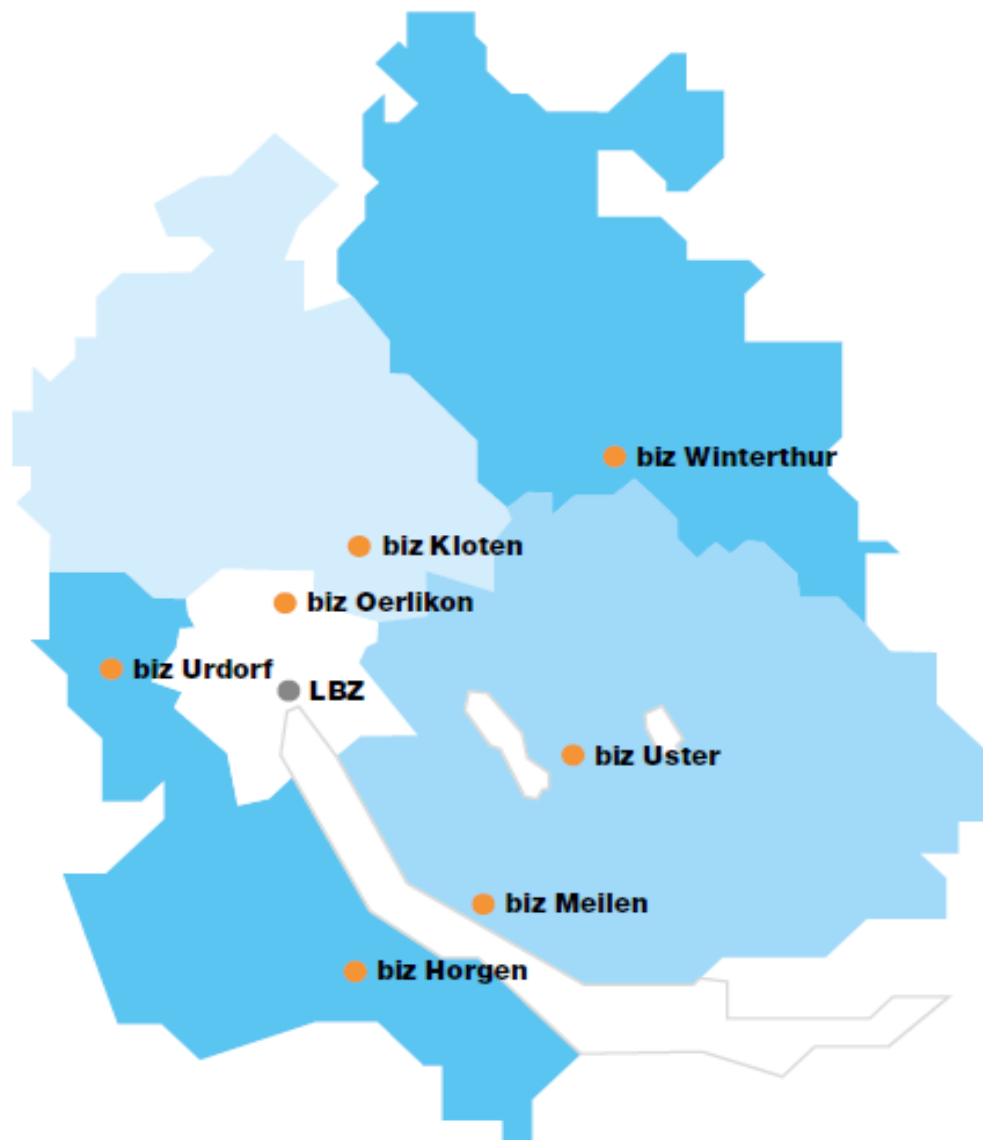 biz Winterthur
biz Kloten
biz Oerlikon
biz Urdorf
LBZ
biz Uster
biz Meilen
biz Horgen